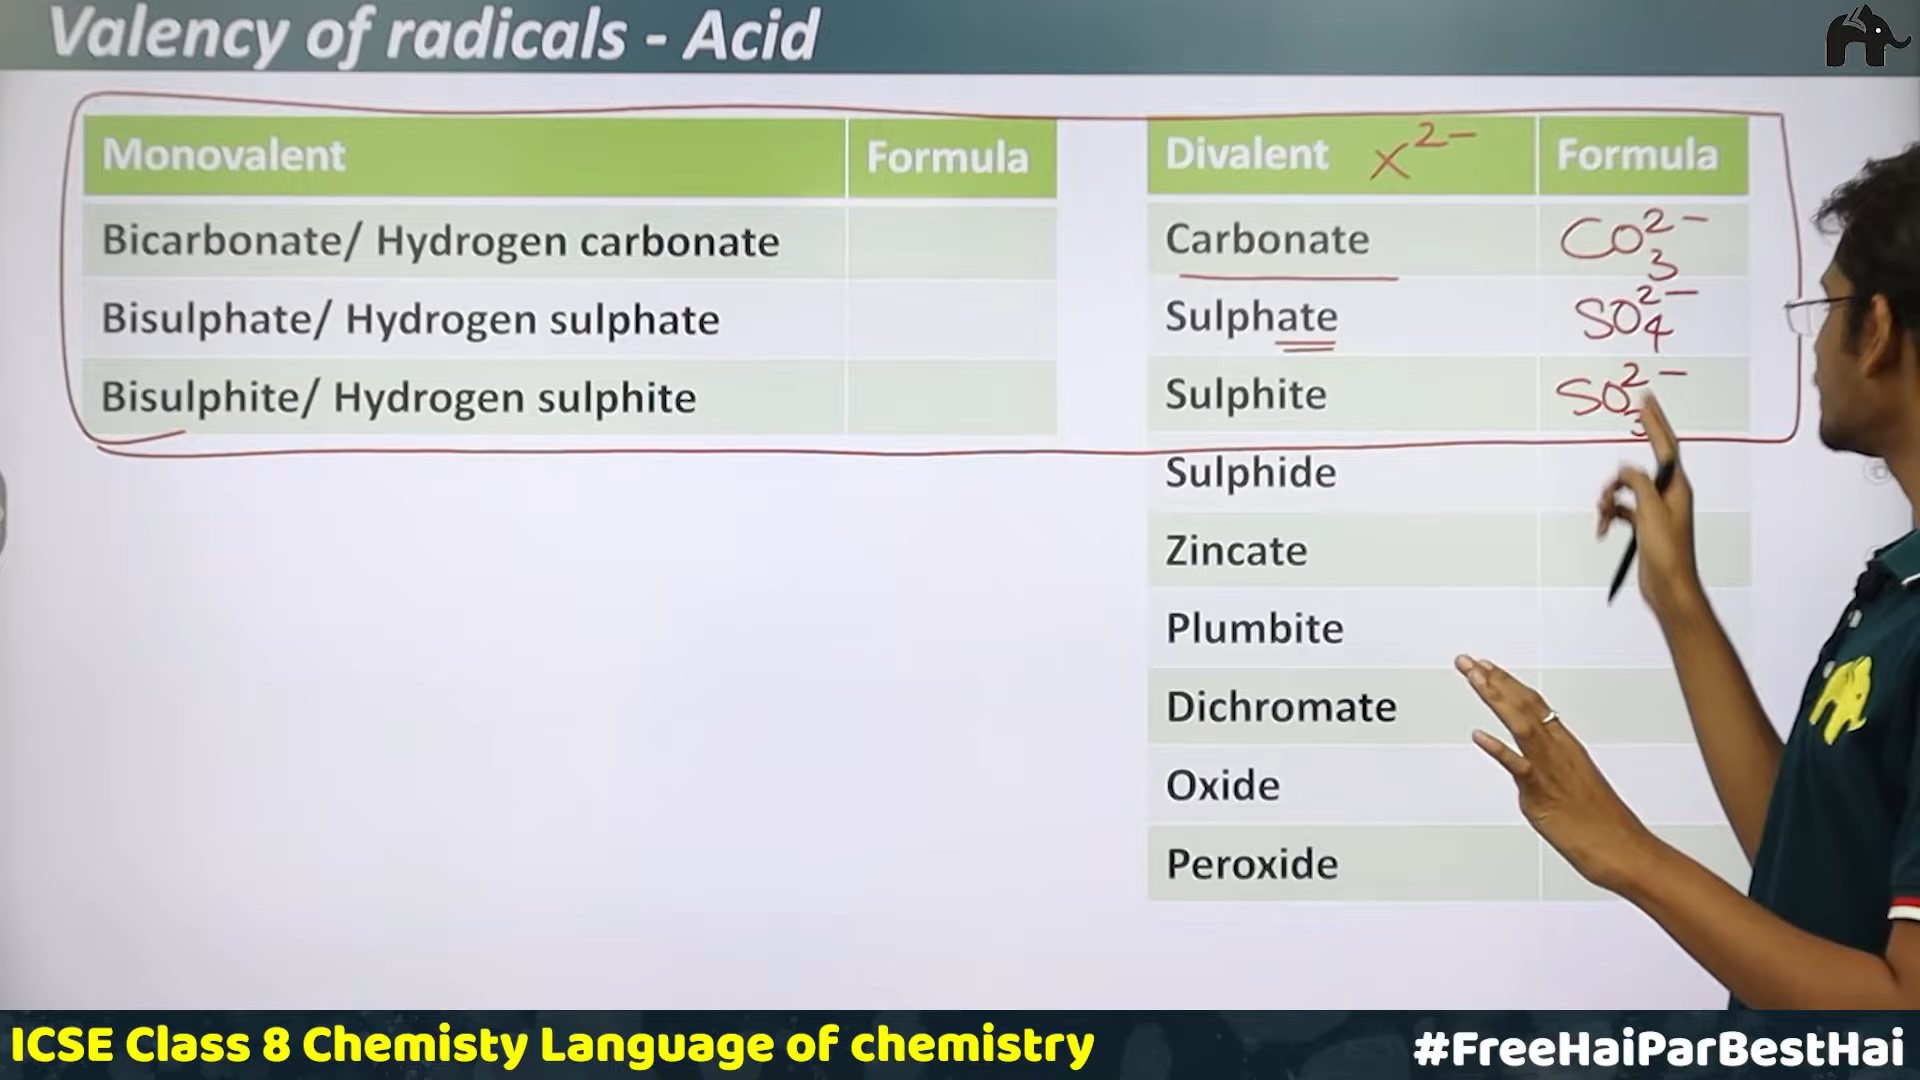 Valency of radicals - Acid
Monovalent Formula
Bicarbonate/ Hydrogen carbonate
Bisulphate/ Hydrogen sulphate
Bisulphite/ Hydrogen sulphite
Divalent X²⁻ Formula
Carbonate CO₃²⁻
Sulphate SO₄²⁻
Sulphite SO₃²⁻
Sulphide
Zincate
Plumbite
Dichromate
Oxide
Peroxide
ICSE Class 8 Chemisty Language of chemistry
#FreeHaiParBestHai